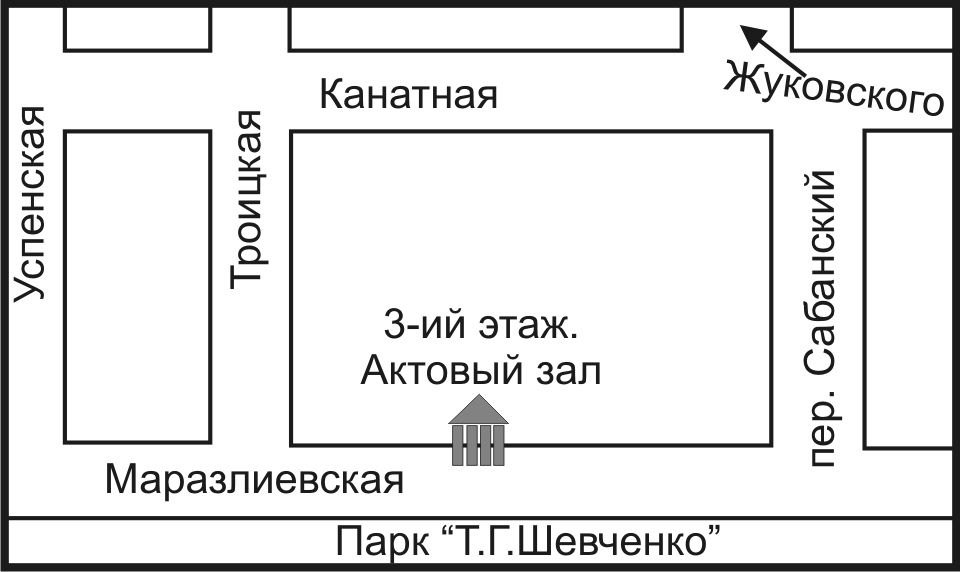 Канатная
Жуковского
Успенская
Троицкая
пер. Сабанский
3-ий этаж.
Актовый зал
Маразлиевская
Парк “Т.Г.Шевченко”